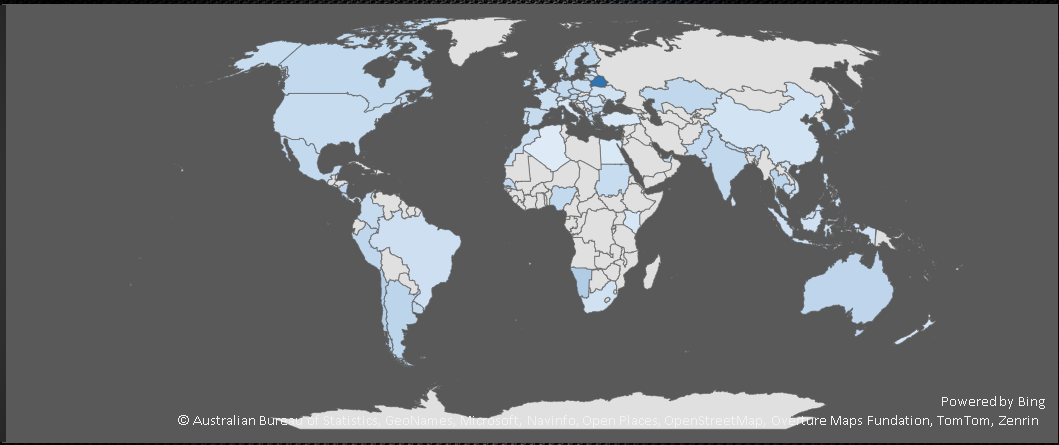 Powered by Bing
© Australian Bureau of Statistics, GeoNames, Microsoft, Navinfo, Open Places, OpenStreetMap, Overture Maps Fundation, TomTom, Zenrin